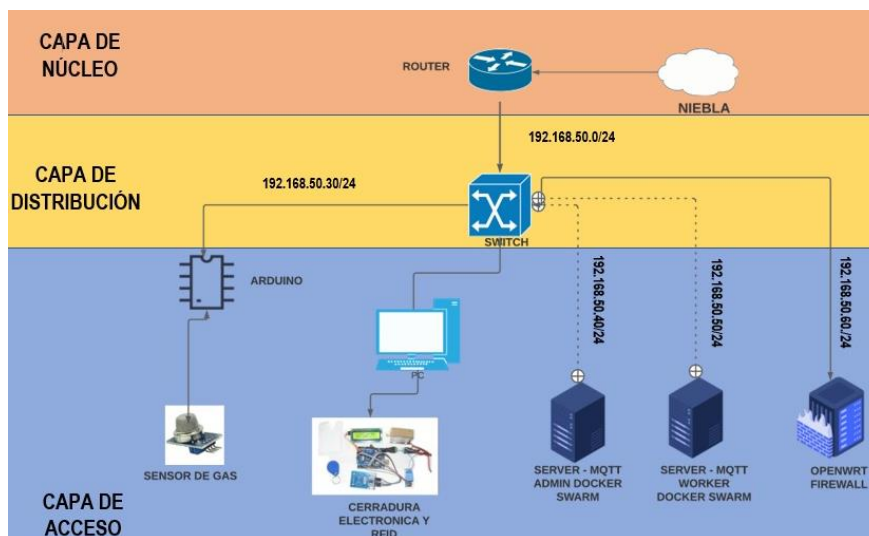 CAPA DE
NÚCLEO
ROUTER
NIEBLA
192.168.50.0/24
CAPA DE
DISTRIBUCIÓN
192.168.50.30/24
SWITCH
ARDUINO
192.168.50.40/24
192.168.50.50/24
192.168.50.60./24
PC
SENSOR DE GAS
CERRADURA
ELECTRONICA Y
RFID
SERVER - MQTT
ADMIN DOCKER
SWARM
SERVER - MQTT
WORKER
DOCKER SWARM
OPENWRT
FIREWALL
CAPA DE
ACCESO